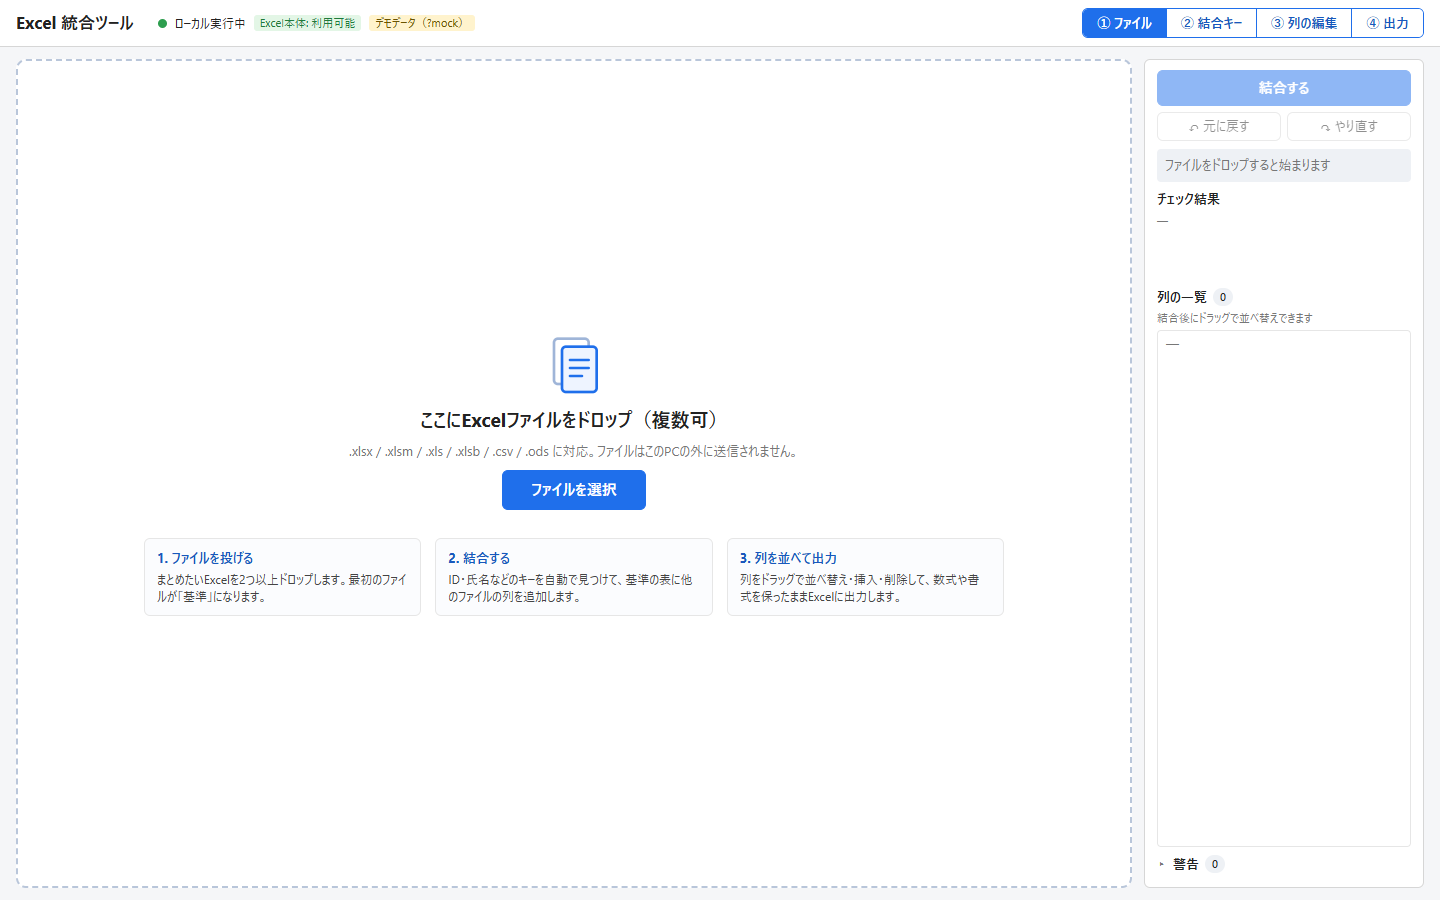 Excel 統合ツール
ローカル実行中
Excel本体: 利用可能
デモデータ（?mock）
① ファイル
② 結合キー
③ 列の編集
④ 出力
ここにExcelファイルをドロップ（複数可）
.xlsx / .xlsm / .xls / .xlsb / .csv / .ods に対応。ファイルはこのPCの外に送信されません。
ファイルを選択
1. ファイルを投げる
まとめたいExcelを2つ以上ドロップします。最初のファイ
ルが「基準」になります。
2. 結合する
ID・氏名などのキーを自動で見つけて、基準の表に他
のファイルの列を追加します。
3. 列を並べて出力
列をドラッグで並べ替え・挿入・削除して、数式や書
式を保ったままExcelに出力します。
結合する
↶ 元に戻す
↷ やり直す
ファイルをドロップすると始まります
チェック結果
—
列の一覧 0
結合後にドラッグで並べ替えできます
—
▸ 警告 0